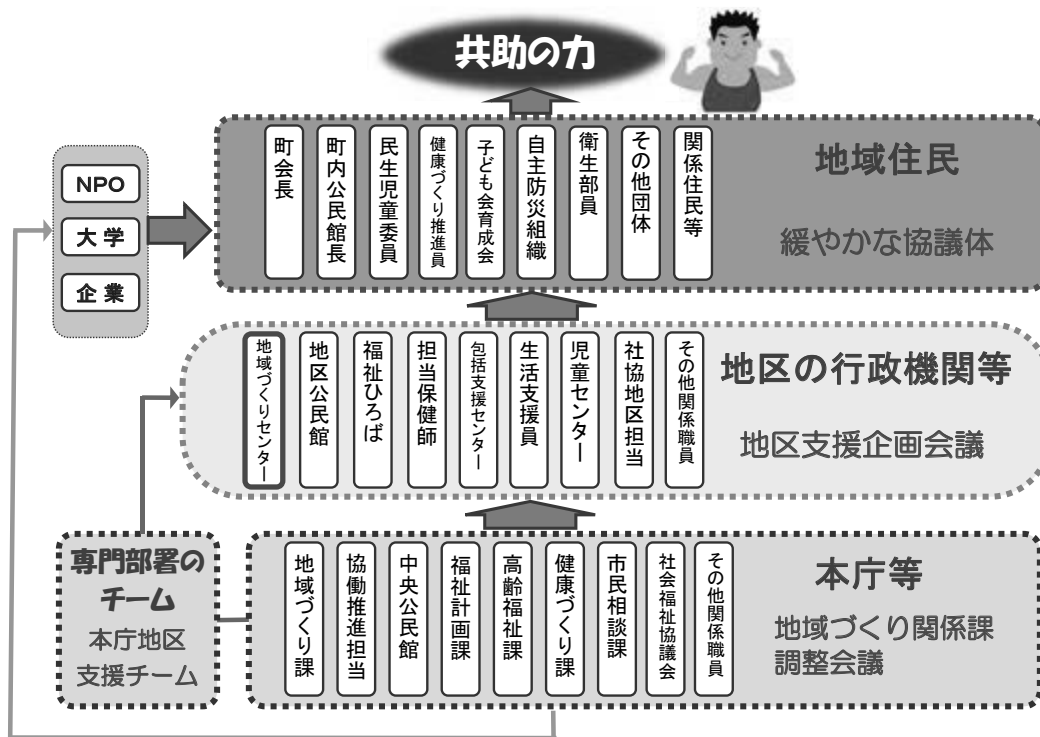 共助の力
NPO
大学
企業
町会長
町内公民館長
民生児童委員
健康づくり推進員
子ども会育成会
自主防災組織
衛生部員
その他団体
関係住民等
地域住民
緩やかな協議体
地域づくりセンター
地区公民館
福祉ひろば
担当保健師
包括支援センター
生活支援員
児童センター
社協地区担当
その他関係職員
地区の行政機関等
地区支援企画会議
専門部署の
チーム
本庁地区
支援チーム
地域づくり課
協働推進担当
中央公民館
福祉計画課
高齢福祉課
健康づくり課
市民相談課
社会福祉協議会
その他関係職員
本庁等
地域づくり関係課
調整会議